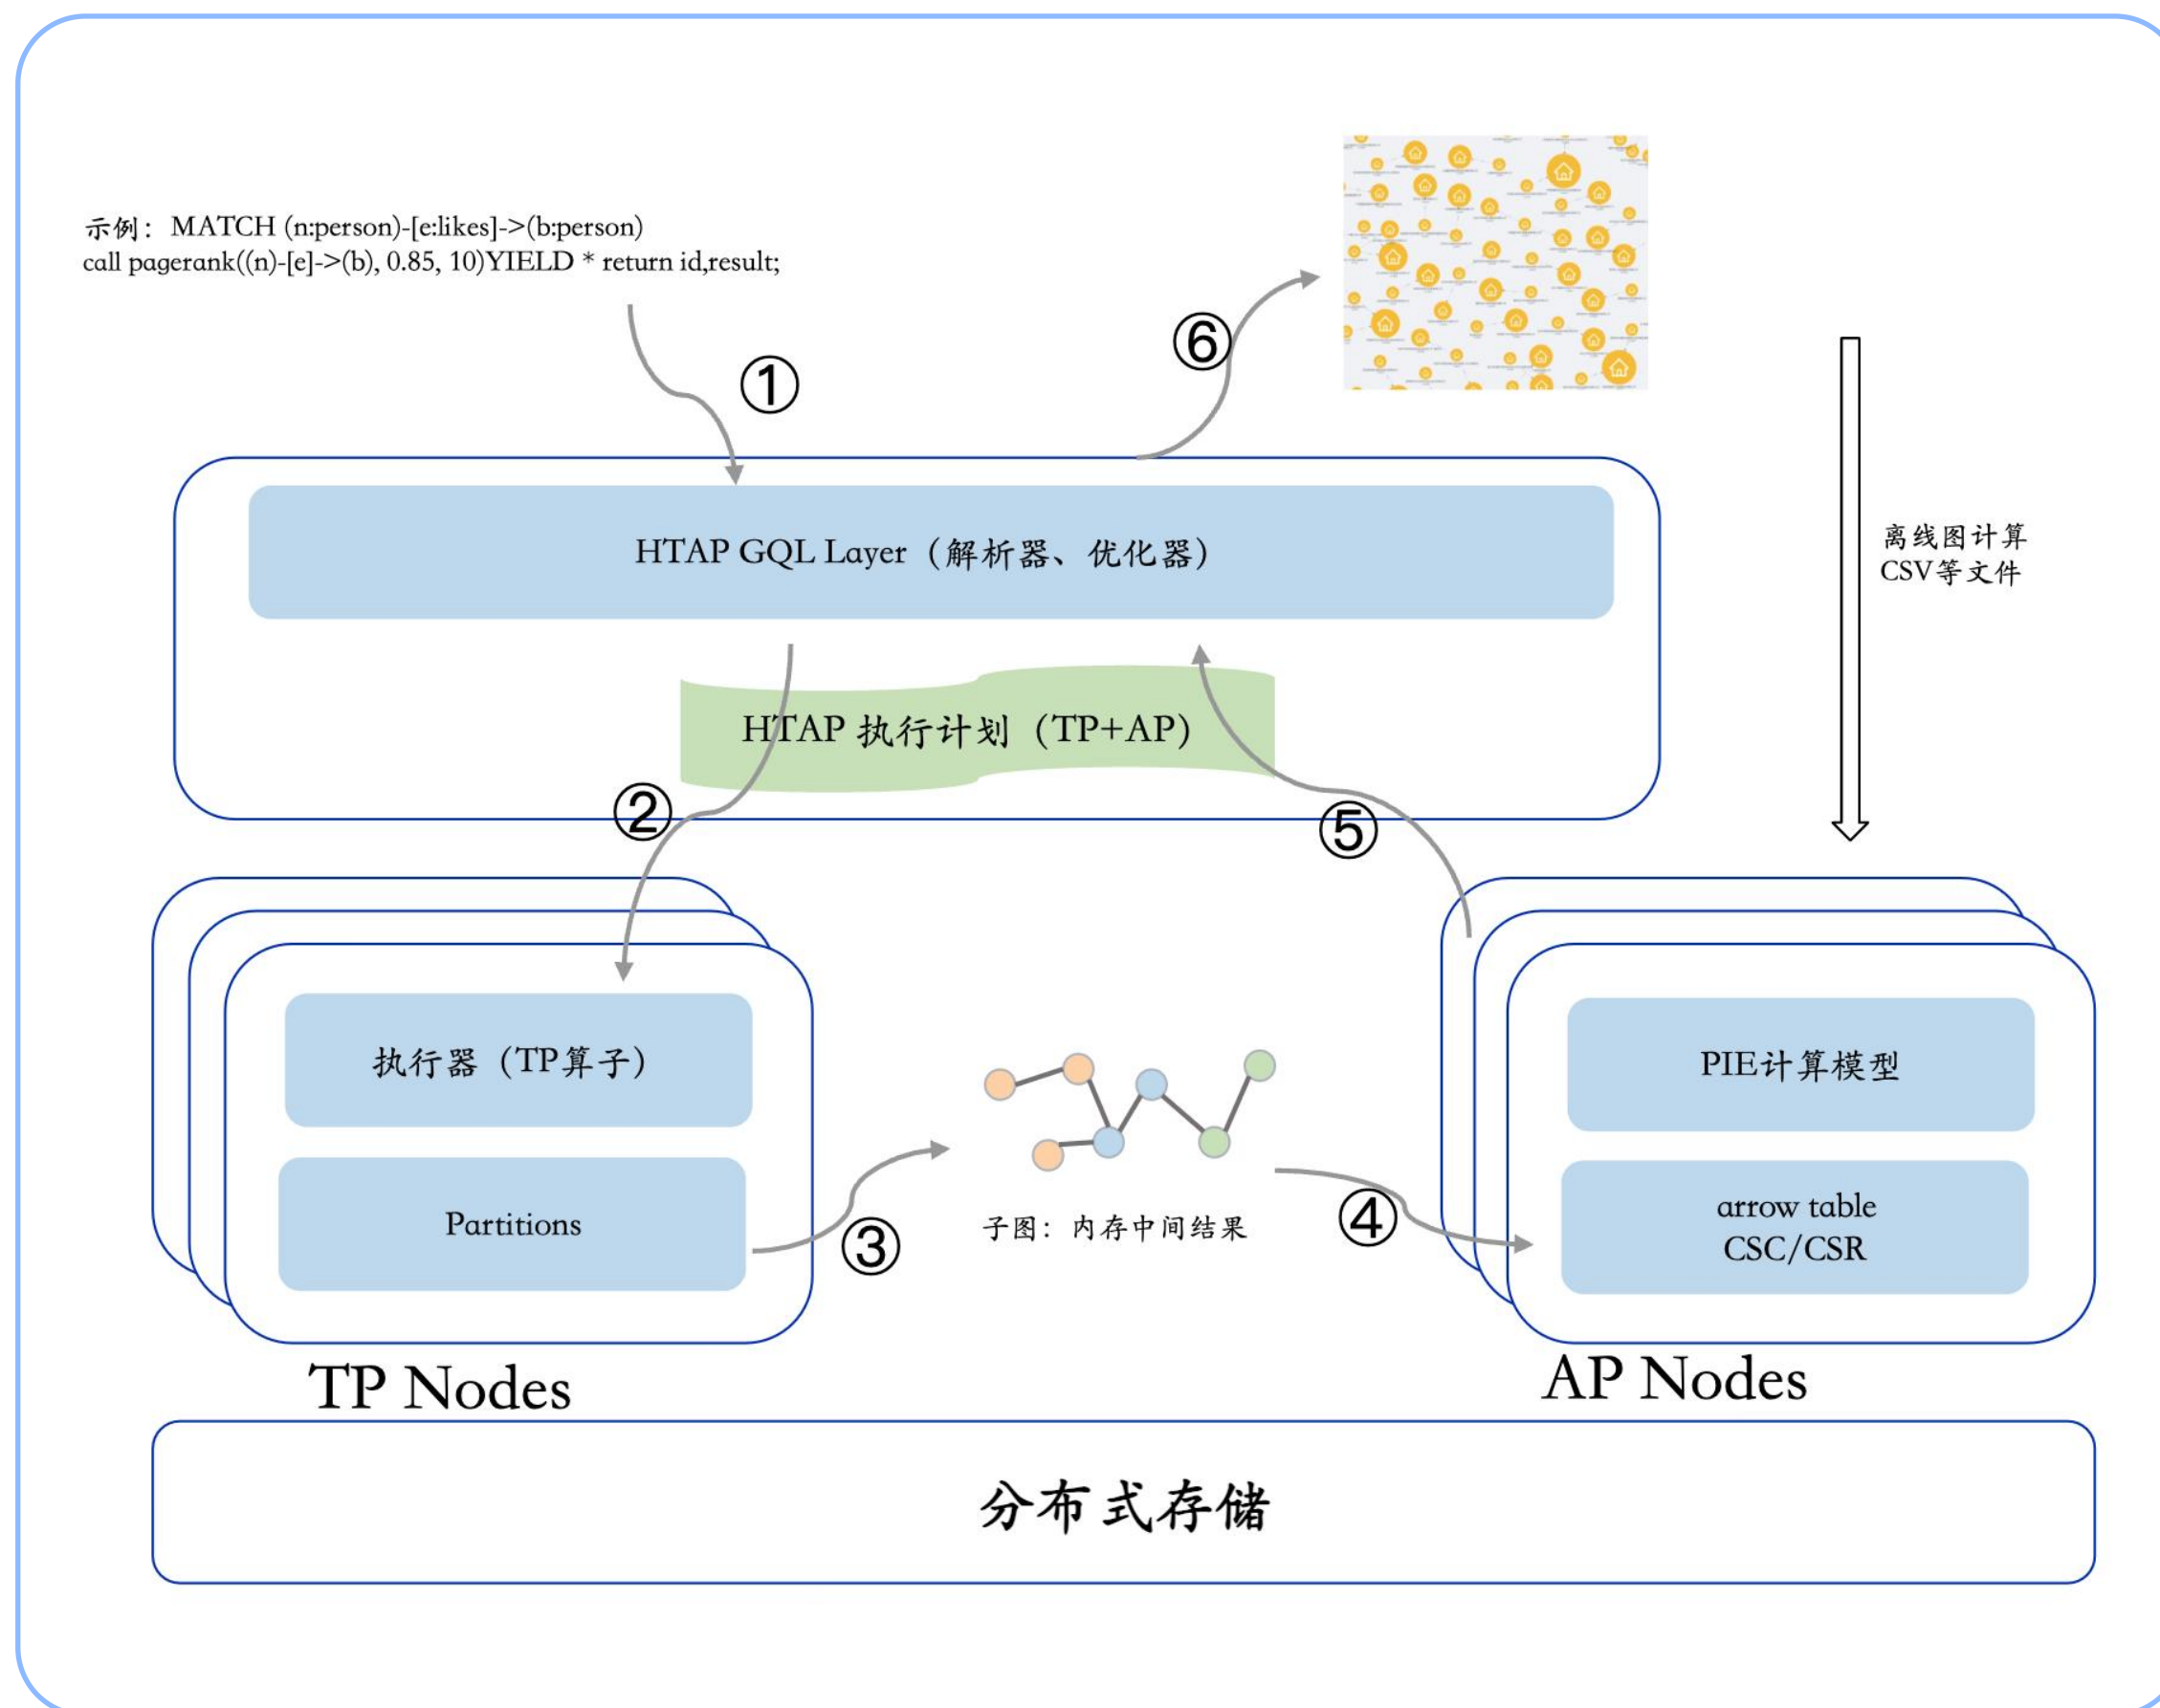 示例：MATCH (n:person)-[e:likes]->(b:person)
call pagerank((n)-[e]->(b), 0.85, 10)YIELD * return id,result;
①
⑥
HTAP GQL Layer（解析器、优化器）
离线图计算
CSV等文件
HTAP 执行计划（TP+AP）
②
⑤
执行器（TP算子）
Partitions
③
子图：内存中间结果
④
PIE计算模型
arrow table
CSC/CSR
TP Nodes
AP Nodes
分布式存储